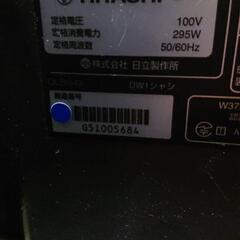 HITACHI
定格電圧 100V
定格消費電力 295W
定格周波数 50/60Hz
株式会社 日立製作所
DW1シャシ
W37
製造番号
G51005684
A